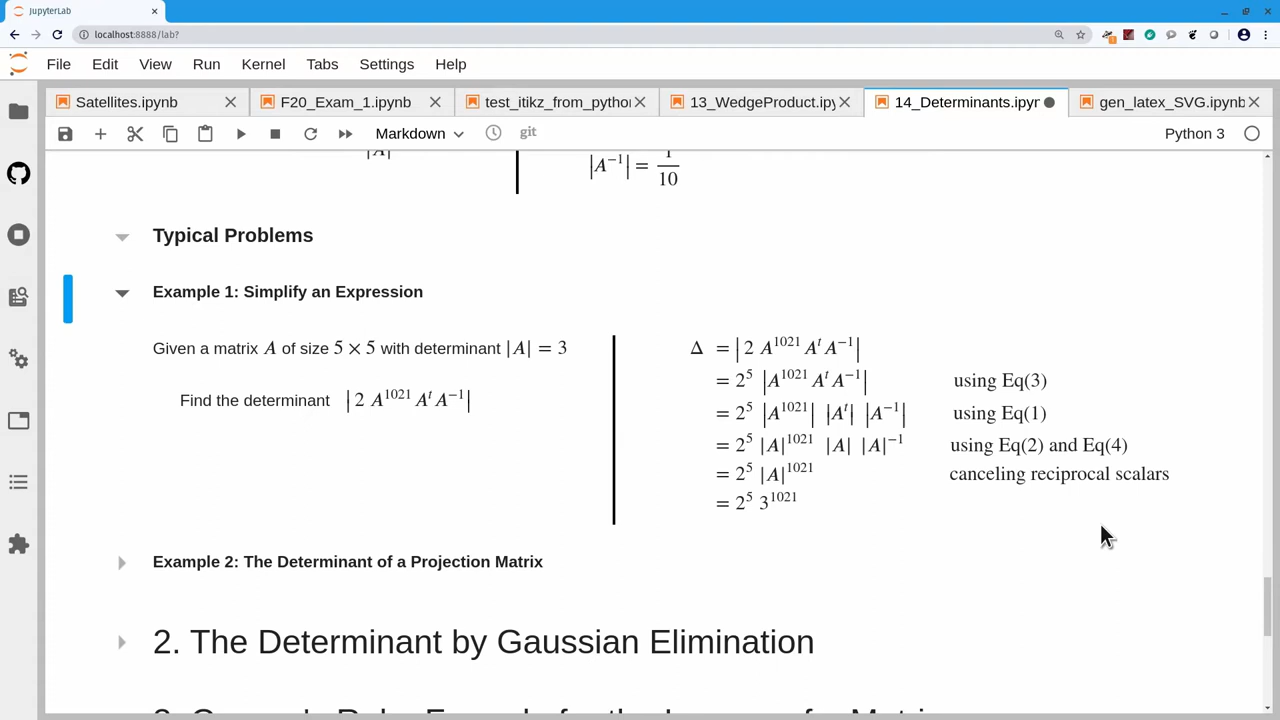 JupyterLab
localhost:8888/lab?
File Edit View Run Kernel Tabs Settings Help
Satellites.ipynb F20_Exam_1.ipynb test_itikz_from_pythor 13_WedgeProduct.ipy 14_Determinants.ipyr gen_latex_SVG.ipynb
Markdown git Python 3
|A|
|A⁻¹| = 1/10
Typical Problems
Example 1: Simplify an Expression
Given a matrix A of size 5 × 5 with determinant |A| = 3
Find the determinant |2 A¹⁰²¹ Aᵗ A⁻¹|
Δ = |2 A¹⁰²¹ Aᵗ A⁻¹|
= 2⁵ |A¹⁰²¹ Aᵗ A⁻¹| using Eq(3)
= 2⁵ |A¹⁰²¹| |Aᵗ| |A⁻¹| using Eq(1)
= 2⁵ |A|¹⁰²¹ |A| |A|⁻¹ using Eq(2) and Eq(4)
= 2⁵ |A|¹⁰²¹ canceling reciprocal scalars
= 2⁵ 3¹⁰²¹
Example 2: The Determinant of a Projection Matrix
2. The Determinant by Gaussian Elimination